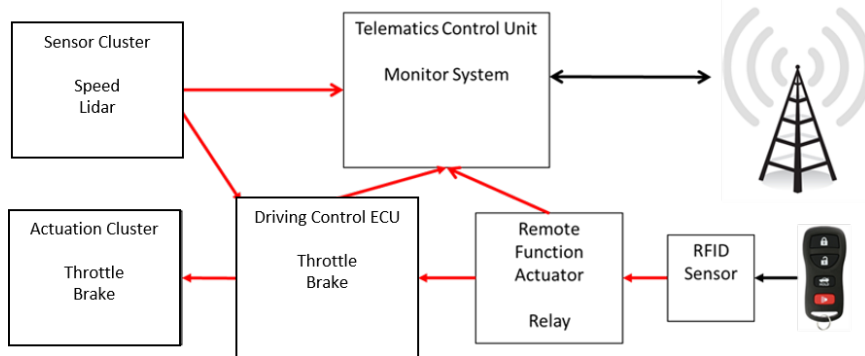 Sensor Cluster
Speed
Lidar
Telematics Control Unit
Monitor System
Actuation Cluster
Throttle
Brake
Driving Control ECU
Throttle
Brake
Remote
Function
Actuator
Relay
RFID
Sensor